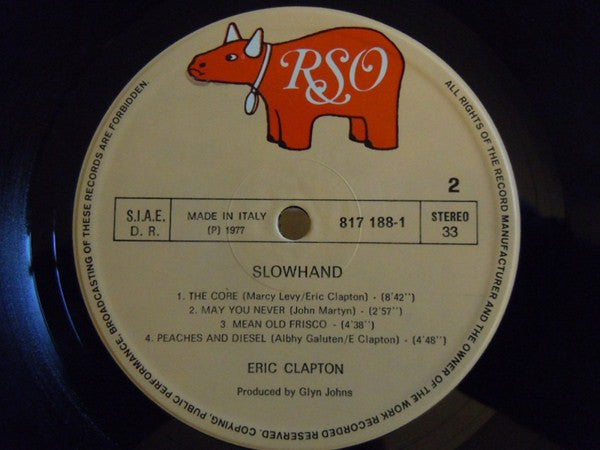 RSO
2
S.I.A.E.
D. R.
MADE IN ITALY
(P) 1977
817 188-1
STEREO
33
SLOWHAND
1. THE CORE (Marcy Levy/Eric Clapton) - (8'42'')
2. MAY YOU NEVER (John Martyn) - (2'57'')
3. MEAN OLD FRISCO - (4'38'')
4. PEACHES AND DIESEL (Albhy Galuten/E Clapton) - (4'48'')
ERIC CLAPTON
Produced by Glyn Johns
ALL RIGHTS OF THE RECORD MANUFACTURER AND THE OWNER OF THE WORK RECORDED RESERVED. COPYING, PUBLIC PERFORMANCE, BROADCASTING OF THESE RECORDS ARE FORBIDDEN.